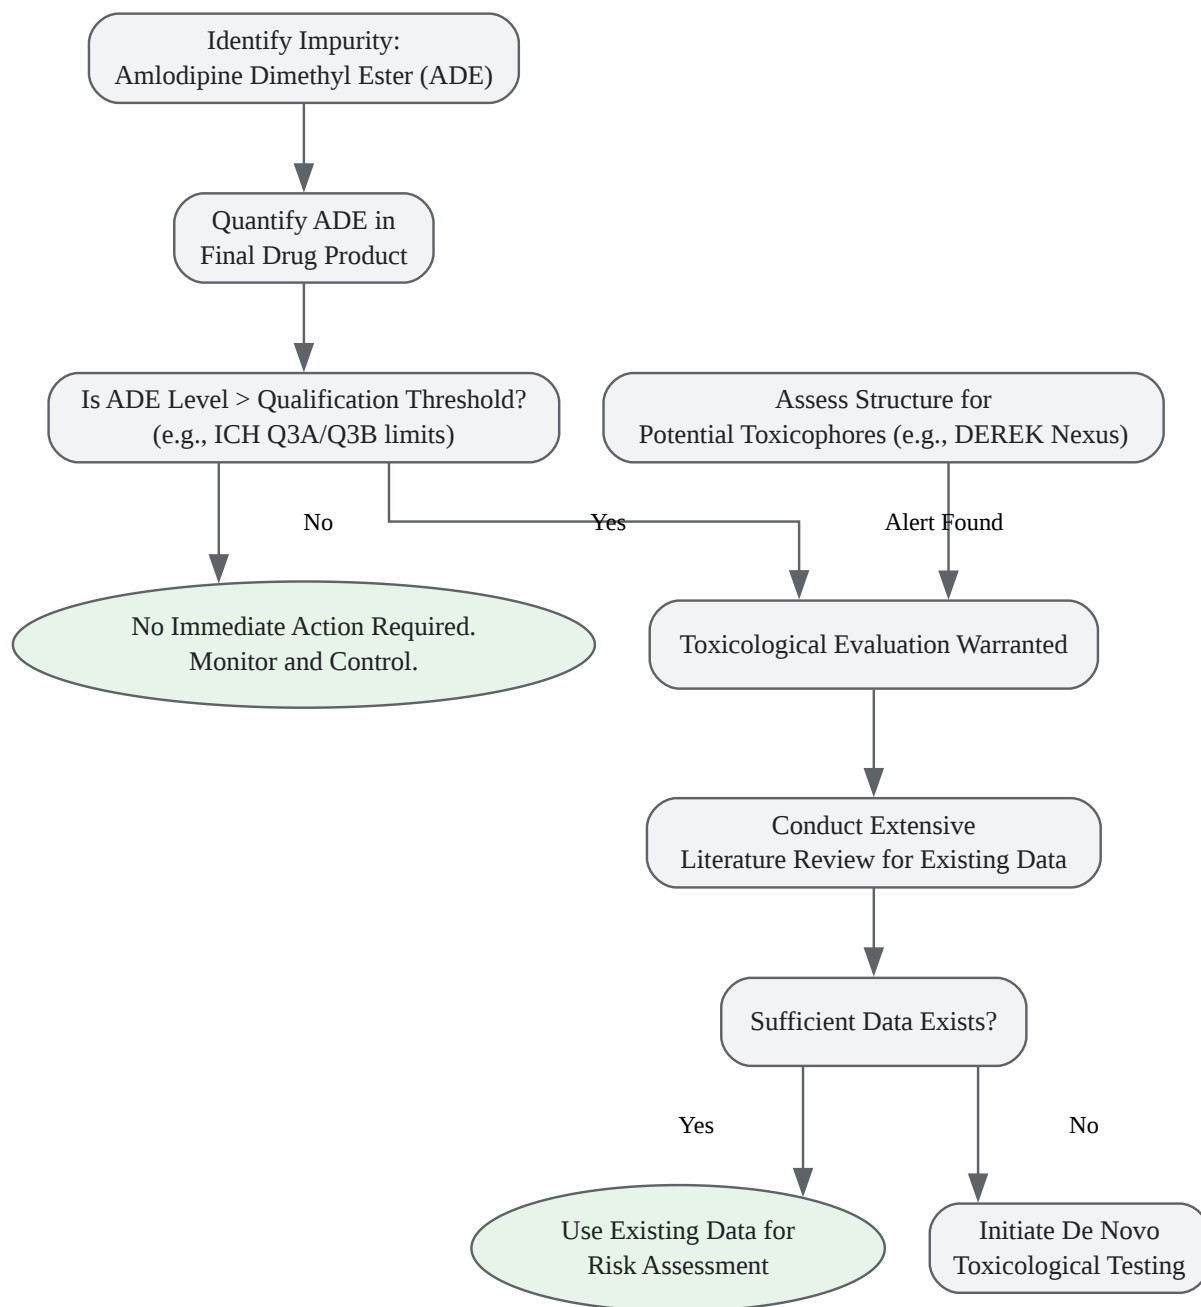 Identify Impurity:
Amlodipine Dimethyl Ester (ADE)
Quantify ADE in
Final Drug Product
Is ADE Level > Qualification Threshold?
(e.g., ICH Q3A/Q3B limits)
Assess Structure for
Potential Toxicophores (e.g., DEREK Nexus)
No
Yes
Alert Found
No Immediate Action Required.
Monitor and Control.
Toxicological Evaluation Warranted
Conduct Extensive
Literature Review for Existing Data
Sufficient Data Exists?
Yes
No
Use Existing Data for
Risk Assessment
Initiate De Novo
Toxicological Testing